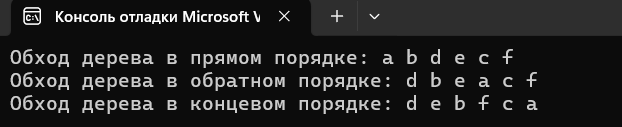 Консоль отладки Microsoft V
Обход дерева в прямом порядке: a b d e c f
Обход дерева в обратном порядке: d b e a c f
Обход дерева в концевом порядке: d e b f c a